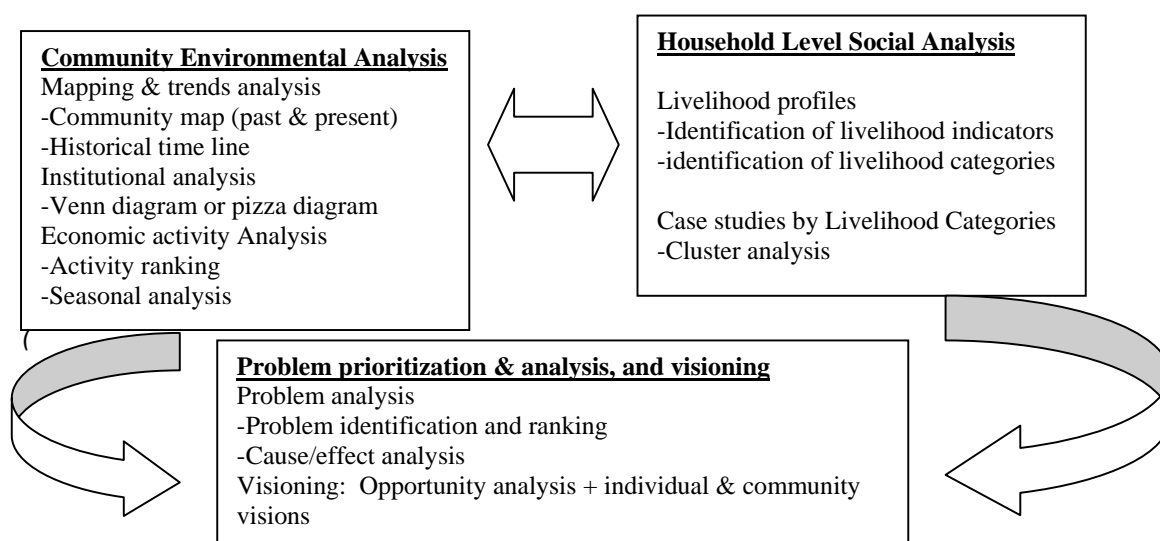 Community Environmental Analysis
Mapping & trends analysis
-Community map (past & present)
-Historical time line
Institutional analysis
-Venn diagram or pizza diagram
Economic activity Analysis
-Activity ranking
-Seasonal analysis
(
Household Level Social Analysis
Livelihood profiles
-Identification of livelihood indicators
-identification of livelihood categories
Case studies by Livelihood Categories
-Cluster analysis
Problem prioritization & analysis, and visioning
Problem analysis
-Problem identification and ranking
-Cause/effect analysis
Visioning:  Opportunity analysis + individual & community
visions